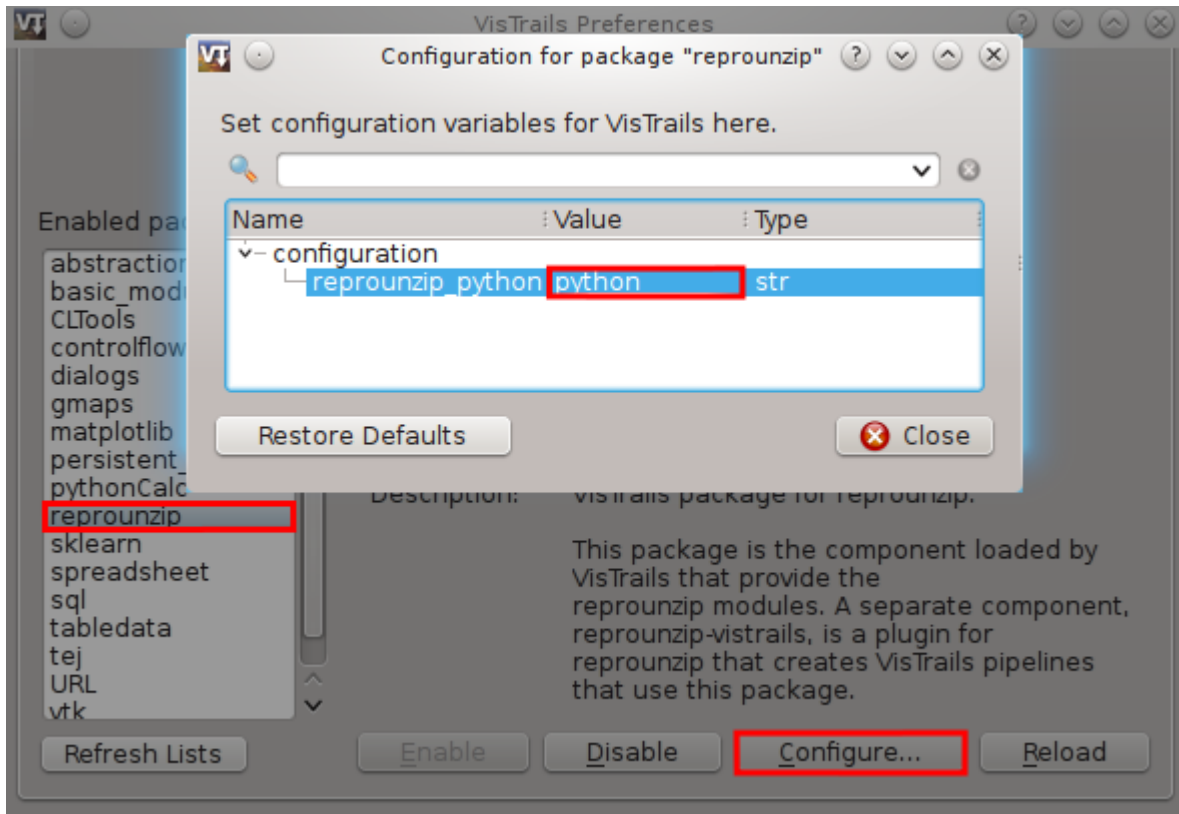 VisTrails Preferences
Configuration for package "reprounzip"
Set configuration variables for VisTrails here.
Name Value Type
configuration
reprounzip_python python str
Restore Defaults Close
Enabled
abstraction
basic_mod
CLTools
controlflow
dialogs
gmaps
matplotlib
persistent_
pythonCalc
reprounzip
sklearn
spreadsheet
sql
tabledata
tej
URL
vtk
Description: VisTrails package for reprounzip.
This package is the component loaded by
VisTrails that provide the
reprounzip modules. A separate component,
reprounzip-vistrails, is a plugin for
reprounzip that creates VisTrails pipelines
that use this package.
Refresh Lists Enable Disable Configure... Reload